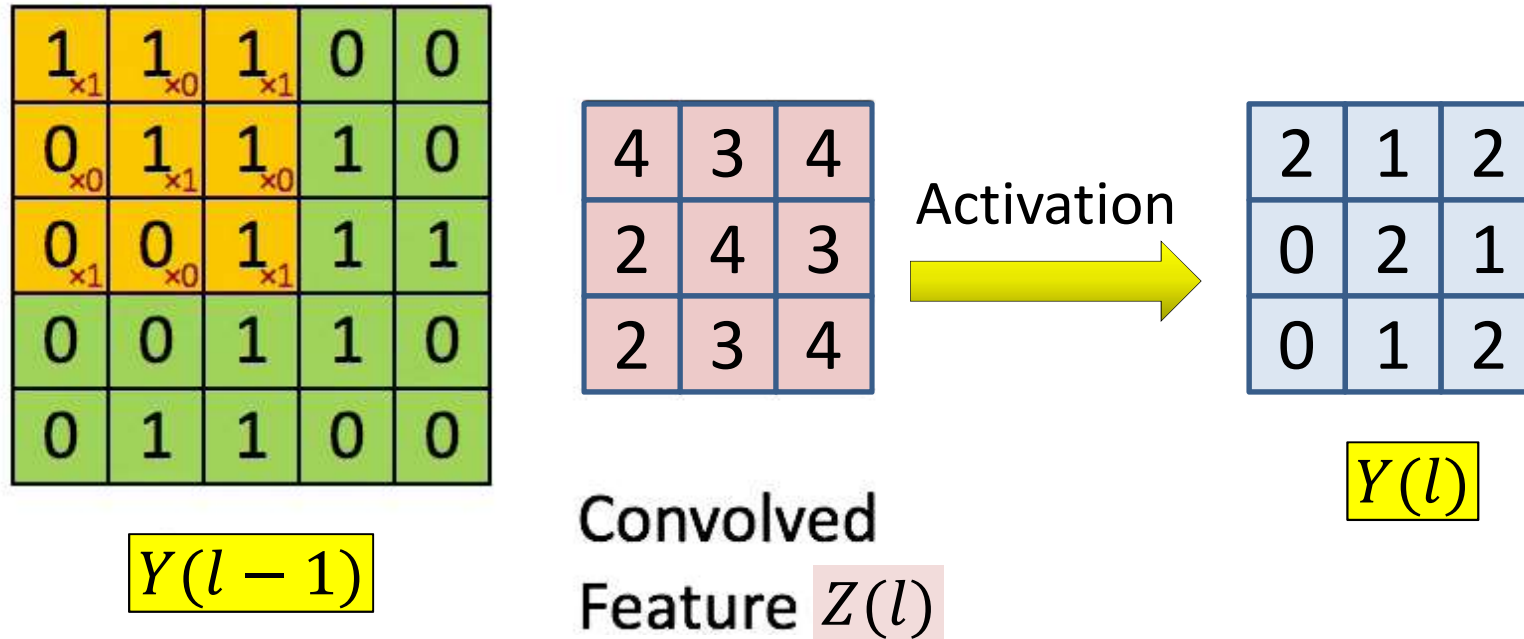 1×1 1×0 1×1 0 0
0×0 1×1 1×0 1 0
0×1 0×0 1×1 1 1
0 0 1 1 0
0 1 1 0 0
Y(l − 1)
4 3 4
2 4 3
2 3 4
Convolved
Feature Z(l)
Activation
2 1 2
0 2 1
0 1 2
Y(l)